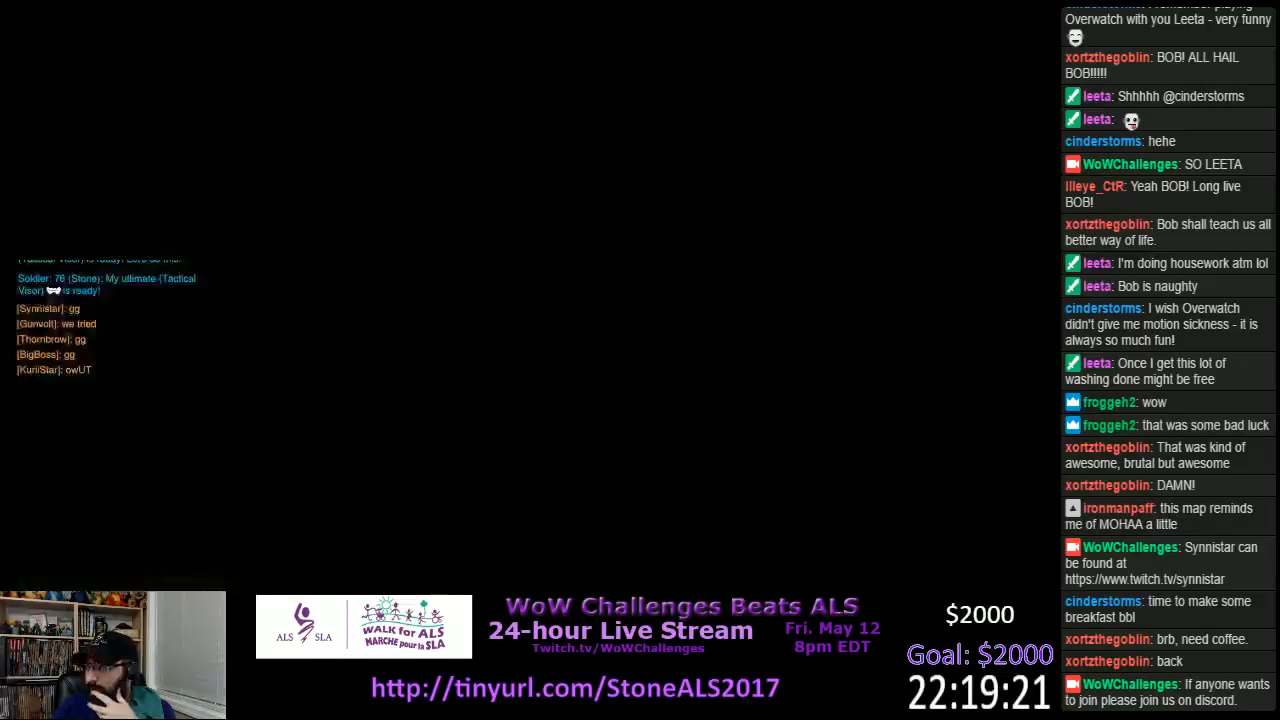 Overwatch with you Leeta - very funny
xortzthegoblin: BOB! ALL HAIL
BOB!!!!!
leeta: Shhhhh @cinderstorms
leeta:
cinderstorms: hehe
WoWChallenges: SO LEETA
Illeye_CtR: Yeah BOB! Long live
BOB!
xortzthegoblin: Bob shall teach us all
better way of life.
leeta: I'm doing housework atm lol
leeta: Bob is naughty
cinderstorms: I wish Overwatch
didn't give me motion sickness - it is
always so much fun!
leeta: Once I get this lot of
washing done might be free
froggeh2: wow
froggeh2: that was some bad luck
xortzthegoblin: That was kind of
awesome, brutal but awesome
xortzthegoblin: DAMN!
ironmanpaff: this map reminds
me of MOHAA a little
WoWChallenges: Synnistar can
be found at
https://www.twitch.tv/synnistar
cinderstorms: time to make some
breakfast bbl
xortzthegoblin: brb, need coffee.
xortzthegoblin: back
WoWChallenges: If anyone wants
to join please join us on discord.
Soldier: 76 (Stone): My ultimate (Tactical
Visor) is ready!
[Synnistar]: gg
[Gunvolt]: we tried
[Thornbrow]: gg
[BigBoss]: gg
[KuriiStar]: owUT
ALS SLA
WALK for ALS
MARCHE pour la SLA
WoW Challenges Beats ALS
24-hour Live Stream
Twitch.tv/WoWChallenges
Fri. May 12
8pm EDT
http://tinyurl.com/StoneALS2017
$2000
Goal: $2000
22:19:21